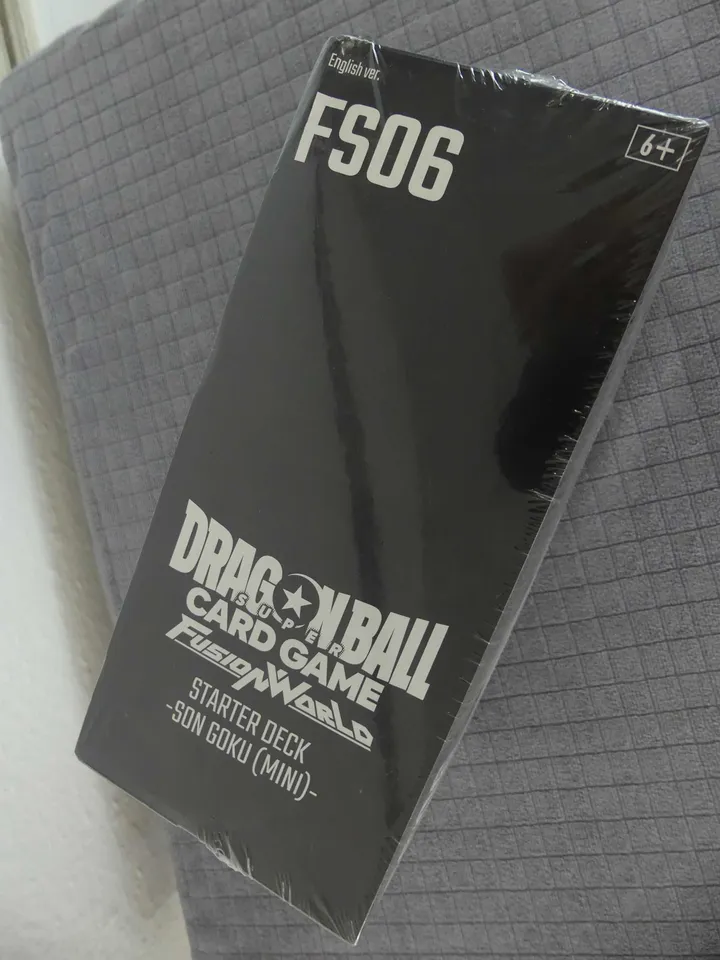 English ver.
FS06
6+
DRAGON BALL
SUPER
CARD GAME
FUSION WORLD
STARTER DECK
-SON GOKU (MINI)-